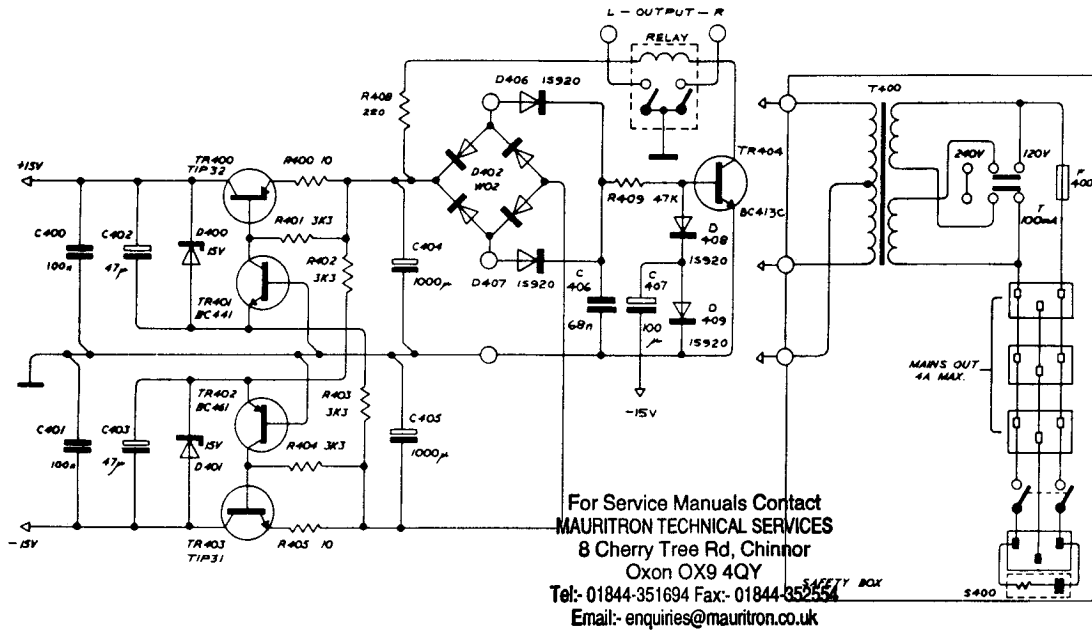 L - OUTPUT - R
RELAY
D406 1S920
R408
220
T400
TR404
+15V
TR400
TIP32
R400 10
240V
120V
F
400
D402
W02
R401 3K3
R409 47K
BC413C
T
100mA
C400
100n
C402
47µ
D400
15V
R402
3K3
C404
1000µ
D
408
1S920
TR401
BC441
D407 1S920
C
406
68n
C
407
100
µ
D
409
1S920
MAINS OUT
4A MAX.
TR402
BC461
R403
3K3
-15V
C401
100n
C403
47µ
15V
D401
R404 3K3
C405
1000µ
-15V
TR403
TIP31
R405 10
For Service Manuals Contact
MAURITRON TECHNICAL SERVICES
8 Cherry Tree Rd, Chinnor
Oxon OX9 4QY
Tel:- 01844-351694 Fax:- 01844-352554
Email:- enquiries@mauritron.co.uk
SAFETY BOX
S400